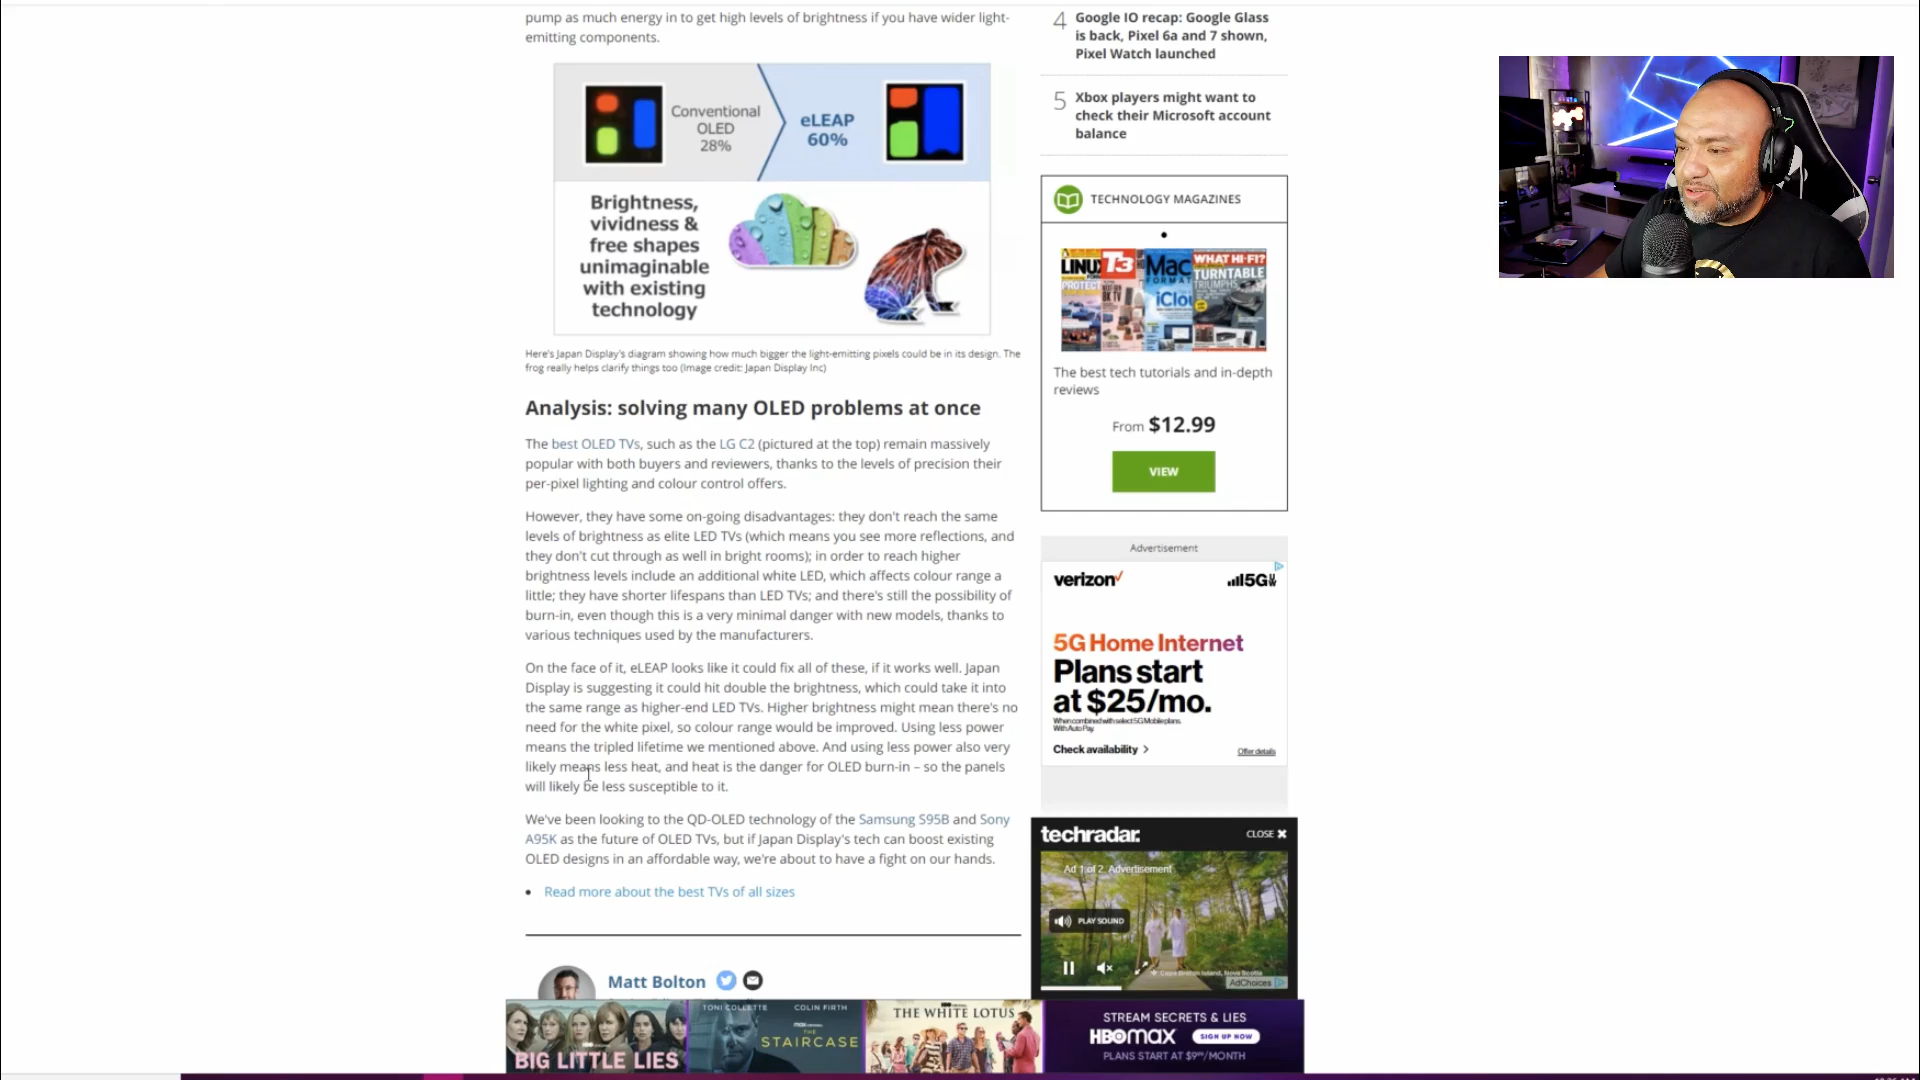 pump as much energy in to get high levels of brightness if you have wider light-
emitting components.
Conventional
OLED
28%
eLEAP
60%
Brightness,
vividness &
free shapes
unimaginable
with existing
technology
Here's Japan Display's diagram showing how much bigger the light-emitting pixels could be in its design. The
frog really helps clarify things too (Image credit: Japan Display Inc)
Analysis: solving many OLED problems at once
The best OLED TVs, such as the LG C2 (pictured at the top) remain massively
popular with both buyers and reviewers, thanks to the levels of precision their
per-pixel lighting and colour control offers.
However, they have some on-going disadvantages: they don't reach the same
levels of brightness as elite LED TVs (which means you see more reflections, and
they don't cut through as well in bright rooms); in order to reach higher
brightness levels include an additional white LED, which affects colour range a
little; they have shorter lifespans than LED TVs; and there's still the possibility of
burn-in, even though this is a very minimal danger with new models, thanks to
various techniques used by the manufacturers.
On the face of it, eLEAP looks like it could fix all of these, if it works well. Japan
Display is suggesting it could hit double the brightness, which could take it into
the same range as higher-end LED TVs. Higher brightness might mean there's no
need for the white pixel, so colour range would be improved. Using less power
means the tripled lifetime we mentioned above. And using less power also very
likely means less heat, and heat is the danger for OLED burn-in – so the panels
will likely be less susceptible to it.
We've been looking to the QD-OLED technology of the Samsung S95B and Sony
A95K as the future of OLED TVs, but if Japan Display's tech can boost existing
OLED designs in an affordable way, we're about to have a fight on our hands.
• Read more about the best TVs of all sizes
Matt Bolton
4 Google IO recap: Google Glass
is back, Pixel 6a and 7 shown,
Pixel Watch launched
5 Xbox players might want to
check their Microsoft account
balance
TECHNOLOGY MAGAZINES
LINUX
T3
Mac
FORMAT
iClou
WHAT HI-FI?
TURNTABLE
TRIUMPHS
The best tech tutorials and in-depth
reviews
From $12.99
VIEW
Advertisement
verizon
5G
5G Home Internet
Plans start
at $25/mo.
When combined with select 5G Mobile plans.
With Auto Pay.
Check availability >
Offer details
techradar.
CLOSE ✖
Ad 1 of 2 Advertisement
PLAY SOUND
Cape Breton Island, Nova Scotia
AdChoices
BIG LITTLE LIES
TONI COLLETTE COLIN FIRTH
THE
STAIRCASE
THE WHITE LOTUS
STREAM SECRETS & LIES
HBOMAX SIGN UP NOW
PLANS START AT $9⁹⁹/MONTH